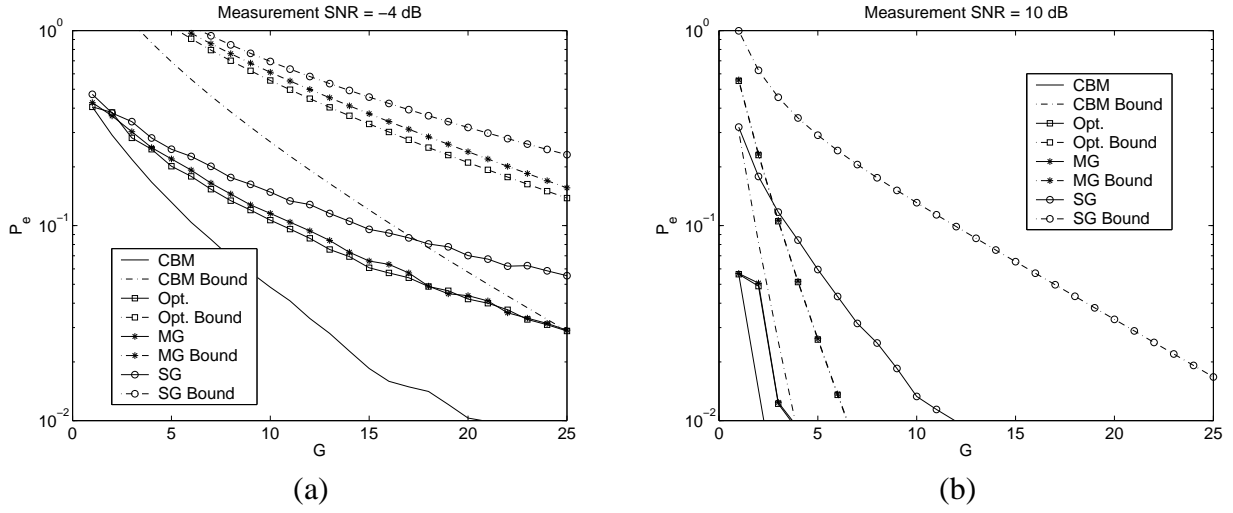 Measurement SNR = −4 dB
10^0
10^−1
10^−2
P_e
0 5 10 15 20 25
G
CBM
CBM Bound
Opt.
Opt. Bound
MG
MG Bound
SG
SG Bound
(a)
Measurement SNR = 10 dB
10^0
10^−1
10^−2
P_e
0 5 10 15 20 25
G
CBM
CBM Bound
Opt.
Opt. Bound
MG
MG Bound
SG
SG Bound
(b)